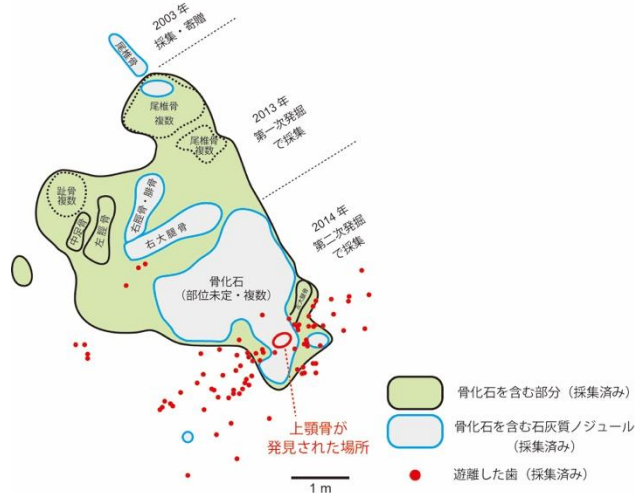 2003 年
採集・寄贈
尾椎骨
尾椎骨
複数
2013 年
第一次発掘
で採集
尾椎骨
複数
趾骨
複数
中足骨
左脛骨
右脛骨・腓骨
右大腿骨
2014 年
第二次発掘
で採集
骨化石
（部位未定・複数）
左大腿骨
上顎骨が
発見された場所
1 m
骨化石を含む部分（採集済み）
骨化石を含む石灰質ノジュール
（採集済み）
遊離した歯（採集済み）